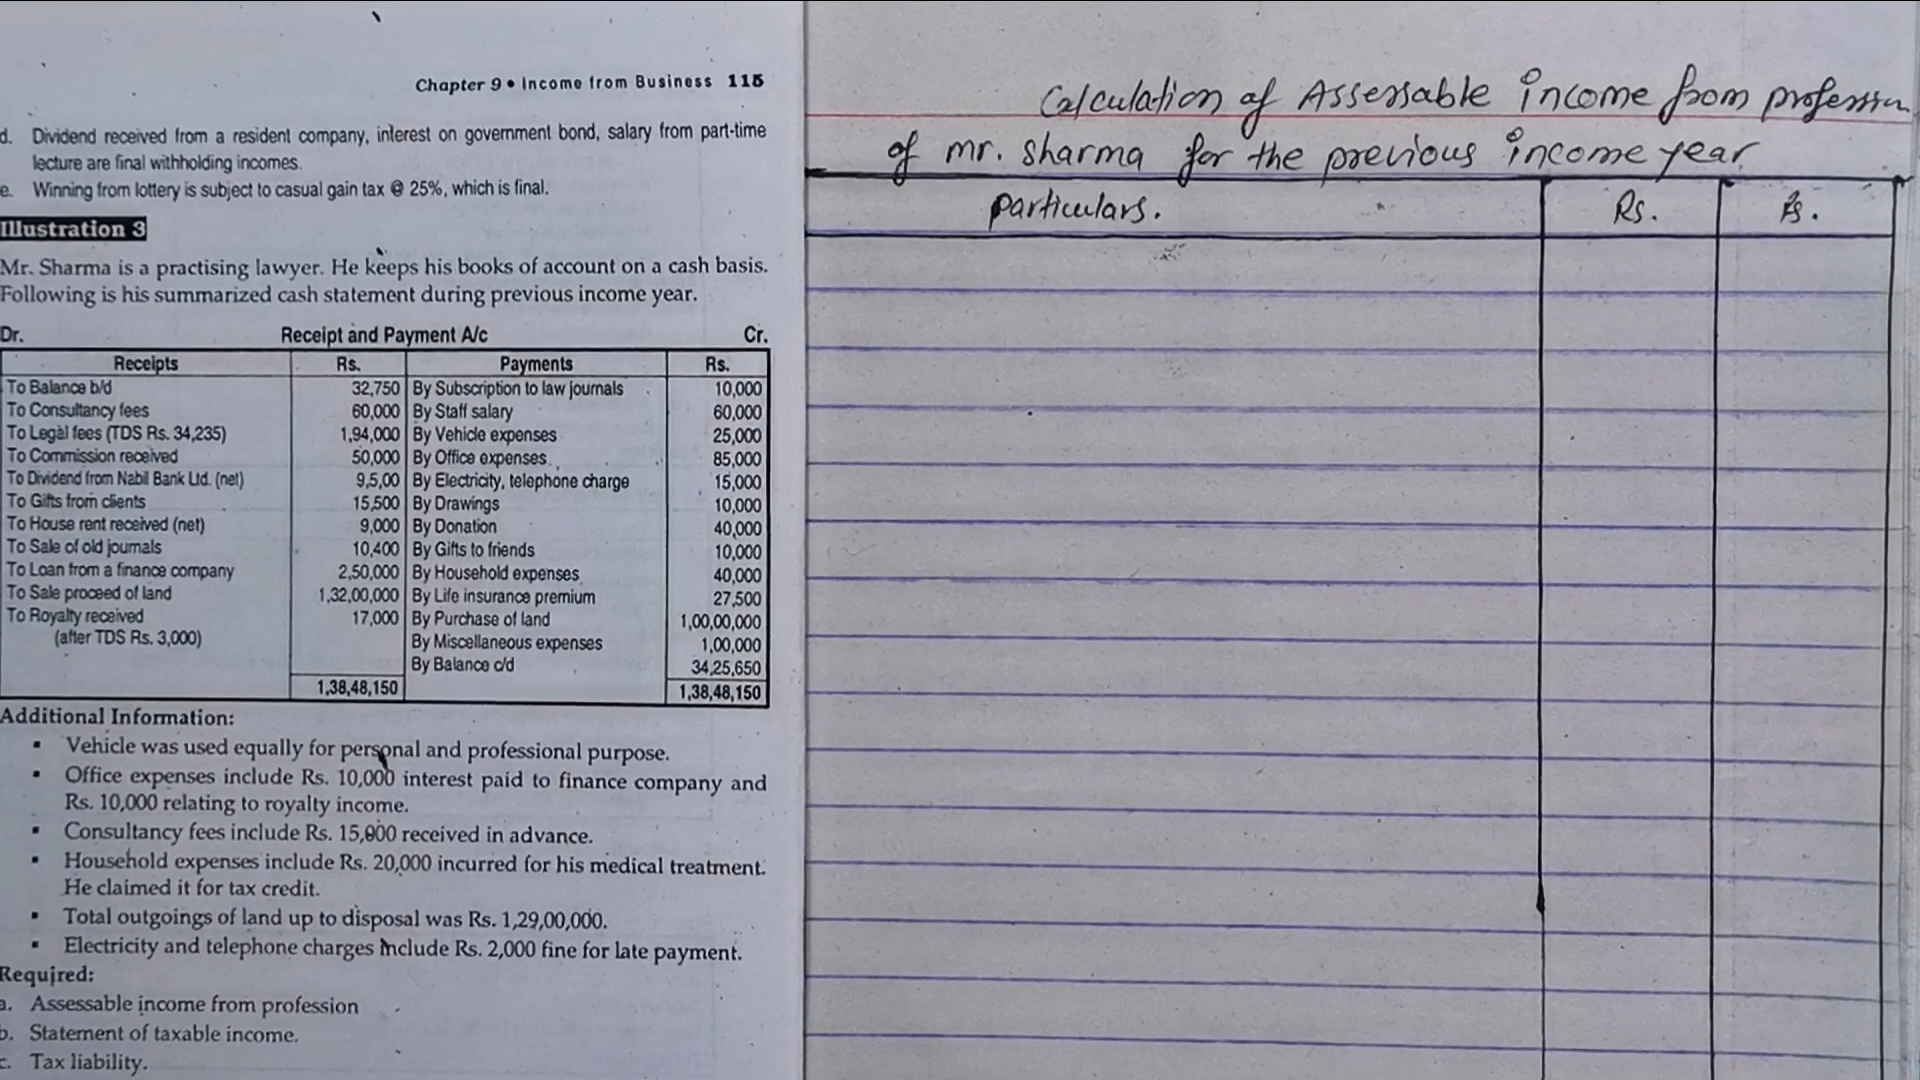 Chapter 9 • Income from Business 115
d. Dividend received from a resident company, interest on government bond, salary from part-time
lecture are final withholding incomes.
e. Winning from lottery is subject to casual gain tax @ 25%, which is final.
Illustration 3
Mr. Sharma is a practising lawyer. He keeps his books of account on a cash basis.
Following is his summarized cash statement during previous income year.
Dr. Receipt and Payment A/c Cr.
Receipts Rs. Payments Rs.
To Balance b/d 32,750 By Subscription to law journals 10,000
To Consultancy fees 60,000 By Staff salary 60,000
To Legal fees (TDS Rs. 34,235) 1,94,000 By Vehicle expenses 25,000
To Commission received 50,000 By Office expenses 85,000
To Dividend from Nabil Bank Ltd. (net) 9,5,00 By Electricity, telephone charge 15,000
To Gifts from clients 15,500 By Drawings 10,000
To House rent received (net) 9,000 By Donation 40,000
To Sale of old journals 10,400 By Gifts to friends 10,000
To Loan from a finance company 2,50,000 By Household expenses 40,000
To Sale proceed of land 1,32,00,000 By Life insurance premium 27,500
To Royalty received 17,000 By Purchase of land 1,00,00,000
(after TDS Rs. 3,000) By Miscellaneous expenses 1,00,000
By Balance c/d 34,25,650
1,38,48,150 1,38,48,150
Additional Information:
▪ Vehicle was used equally for personal and professional purpose.
▪ Office expenses include Rs. 10,000 interest paid to finance company and
Rs. 10,000 relating to royalty income.
▪ Consultancy fees include Rs. 15,000 received in advance.
▪ Household expenses include Rs. 20,000 incurred for his medical treatment.
He claimed it for tax credit.
▪ Total outgoings of land up to disposal was Rs. 1,29,00,000.
▪ Electricity and telephone charges include Rs. 2,000 fine for late payment.
Required:
a. Assessable income from profession
b. Statement of taxable income.
c. Tax liability.
Calculation of Assessable income from profession
of mr. sharma for the previous income year
particulars. Rs. Rs.